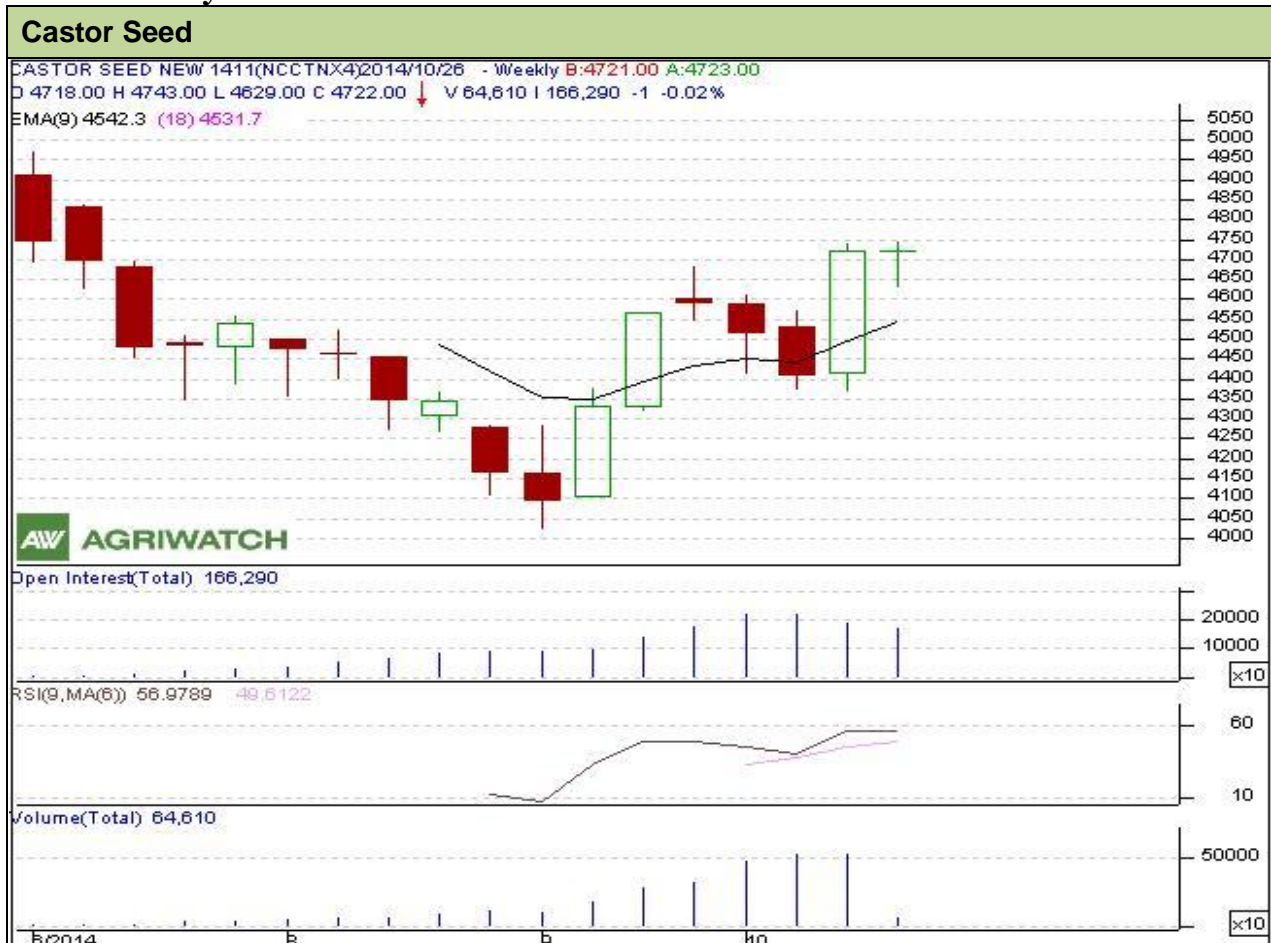 Castor Seed
CASTOR SEED NEW 1411(NCCTNX4)2014/10/26 - Weekly B:4721.00 A:4723.00
O 4718.00 H 4743.00 L 4629.00 C 4722.00 V 64,610 I 166,290 -1 -0.02%
EMA(9) 4542.3 (18) 4531.7
5050
5000
4950
4900
4850
4800
4750
4700
4650
4600
4550
4500
4450
4400
4350
4300
4250
4200
4150
4100
4050
4000
AW AGRIWATCH
Open Interest(Total) 166,290
20000
10000
x10
RSI(9,MA(6)) 56.9789 49.6122
60
10
Volume(Total) 64,610
50000
x10
10